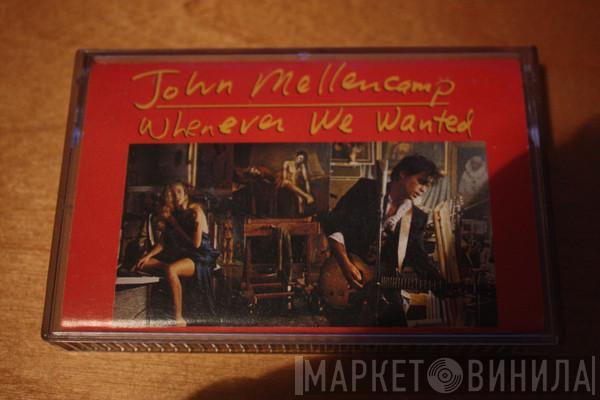 John Mellencamp
Whenever We Wanted
МАРКЕТ ВИНИЛА